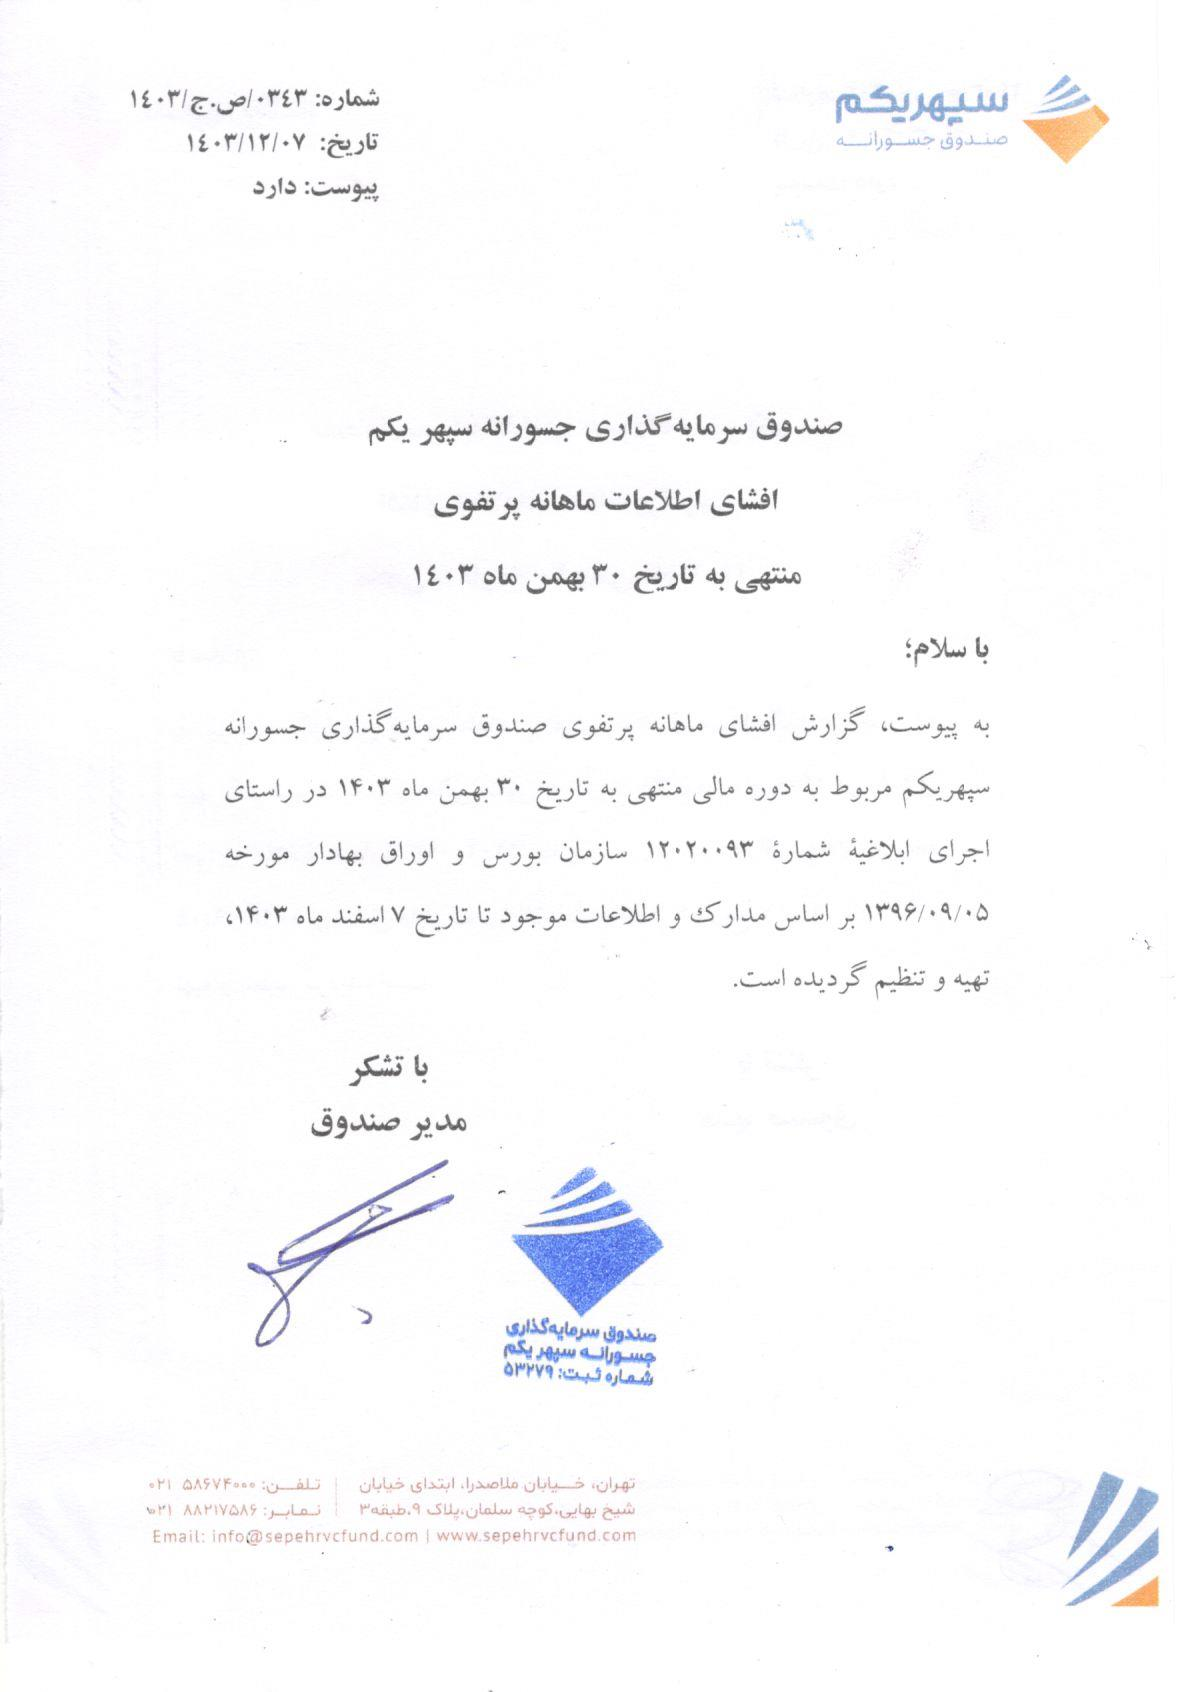 سپهریکم
صندوق جسورانه
شماره: ۰۳٤۳/ص.ج/۱٤۰۳
تاریخ: ۱٤۰۳/۱۲/۰۷
پیوست: دارد
صندوق سرمایه‌گذاری جسورانه سپهر یکم
افشای اطلاعات ماهانه پرتفوی
منتهی به تاریخ ۳۰ بهمن ماه ۱٤۰۳
با سلام؛
به پیوست، گزارش افشای ماهانه پرتفوی صندوق سرمایه‌گذاری جسورانه
سپهریکم مربوط به دوره مالی منتهی به تاریخ ۳۰ بهمن ماه ۱۴۰۳ در راستای
اجرای ابلاغیۀ شمارۀ ۱۲۰۲۰۰۹۳ سازمان بورس و اوراق بهادار مورخه
۱۳۹۶/۰۹/۰۵ بر اساس مدارک و اطلاعات موجود تا تاریخ ۷ اسفند ماه ۱۴۰۳،
تهیه و تنظیم گردیده است.
با تشکر
مدیر صندوق
صندوق سرمایه‌گذاری
جسورانه سپهر یکم
شماره ثبت: ۵۳۲۷۹
تهران، خیابان ملاصدرا، ابتدای خیابان | تلفن: ۵۸۶۷۴۰۰۰ ۰۲۱
شیخ بهایی،کوچه سلمان،پلاک ۹،طبقه۳ | نمابر: ۸۸۲۱۷۵۸۶ ۰۲۱
Email: info@sepehrvcfund.com | www.sepehrvcfund.com